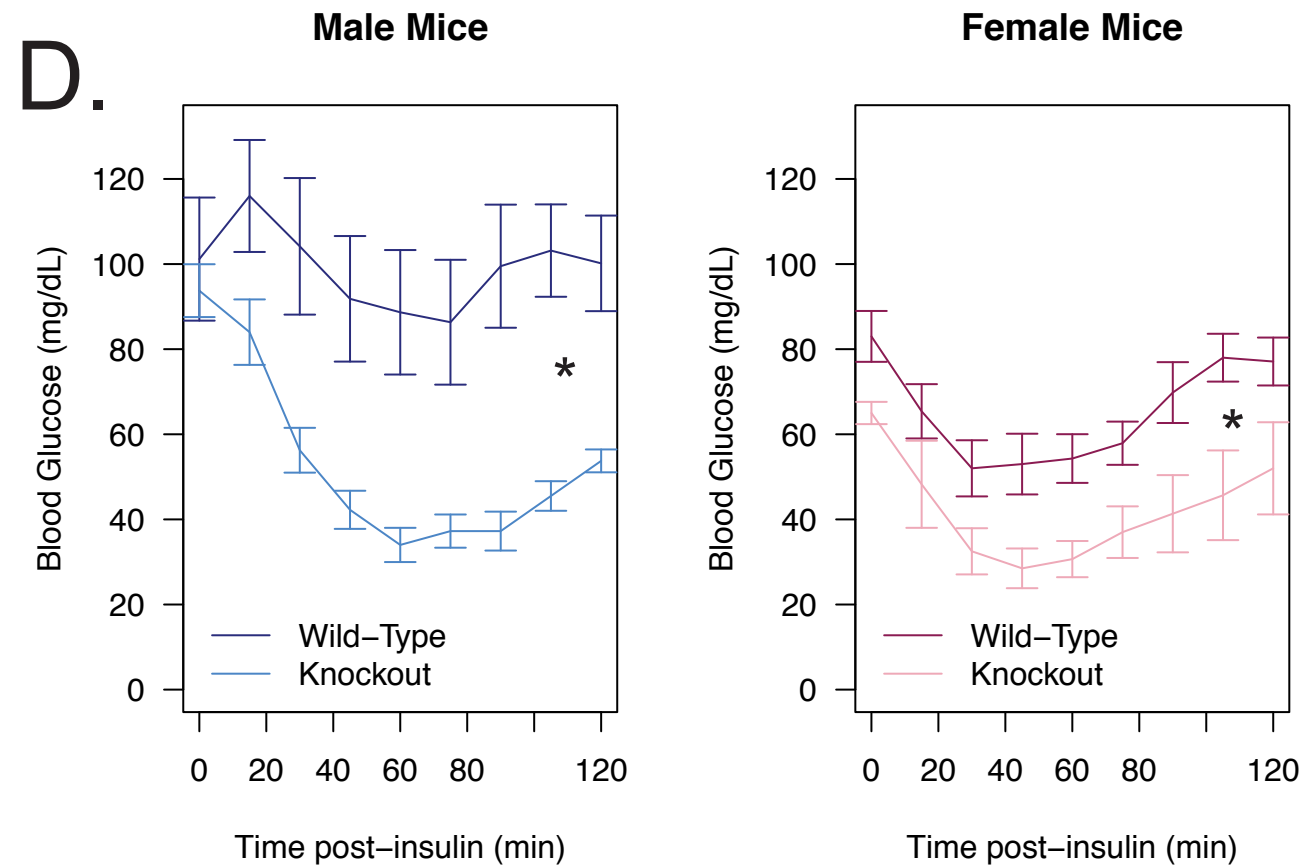 D.
Male Mice
Blood Glucose (mg/dL)
120
100
80
60
40
20
0
*
Wild−Type
Knockout
0 20 40 60 80 120
Time post−insulin (min)
Female Mice
Blood Glucose (mg/dL)
120
100
80
60
40
20
0
*
Wild−Type
Knockout
0 20 40 60 80 120
Time post−insulin (min)